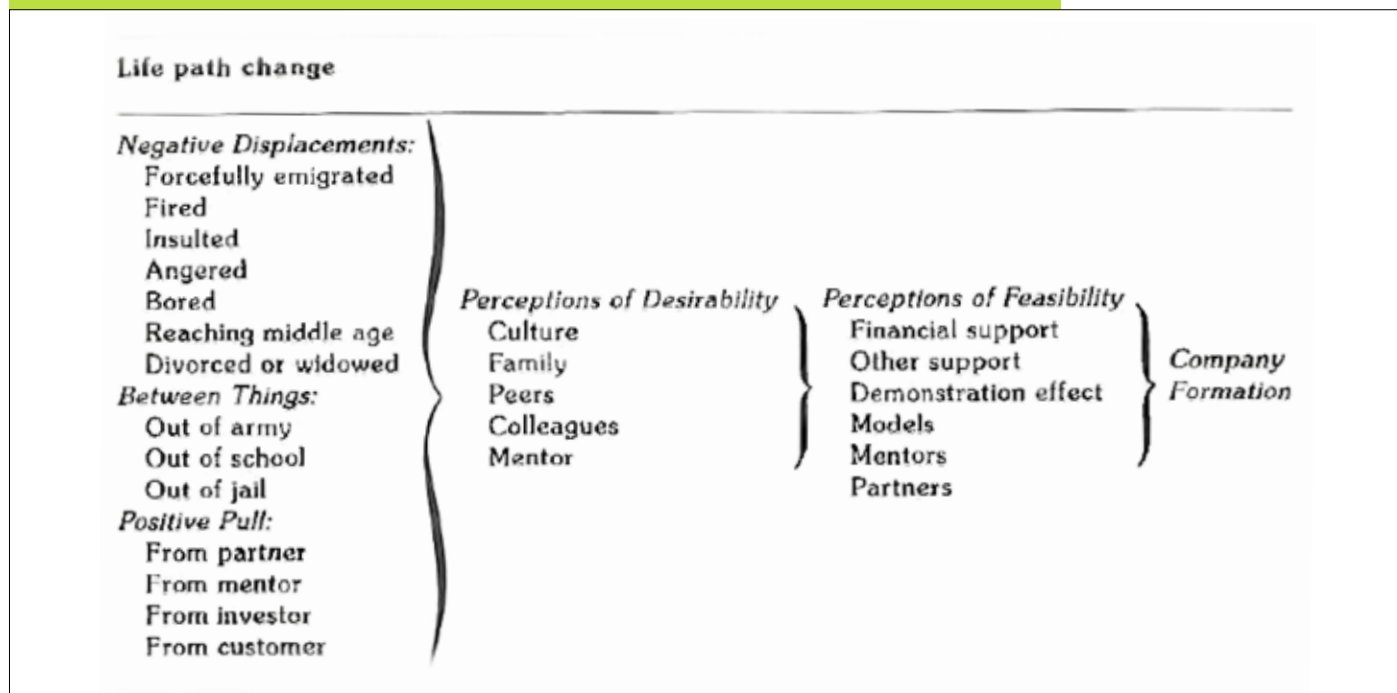 Life path change
Negative Displacements:
Forcefully emigrated
Fired
Insulted
Angered
Bored
Reaching middle age
Divorced or widowed
Between Things:
Out of army
Out of school
Out of jail
Positive Pull:
From partner
From mentor
From investor
From customer
Perceptions of Desirability
Culture
Family
Peers
Colleagues
Mentor
Perceptions of Feasibility
Financial support
Other support
Demonstration effect
Models
Mentors
Partners
Company
Formation